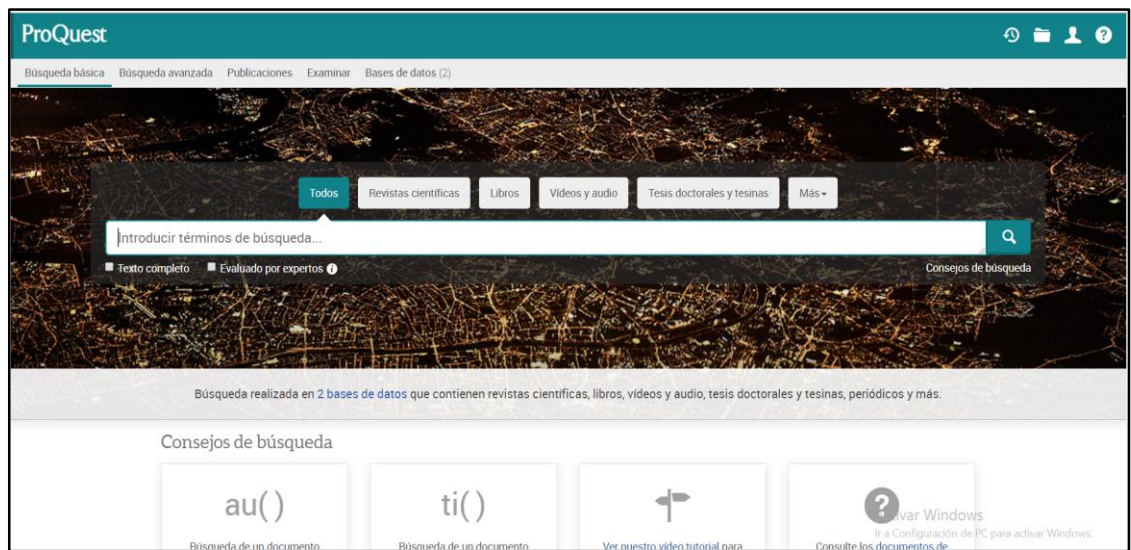 ProQuest
Búsqueda básica Búsqueda avanzada Publicaciones Examinar Bases de datos (2)
Todos Revistas científicas Libros Vídeos y audio Tesis doctorales y tesinas Más
Introducir términos de búsqueda...
Texto completo Evaluado por expertos Consejos de búsqueda
Búsqueda realizada en 2 bases de datos que contienen revistas científicas, libros, vídeos y audio, tesis doctorales y tesinas, periódicos y más.
Consejos de búsqueda
au( ) ti( ) ?
var Windows
Ir a Configuración de PC para activar Windows.
Búsqueda de un documento Búsqueda de un documento Ver nuestro vídeo tutorial para Consulte los documentos de